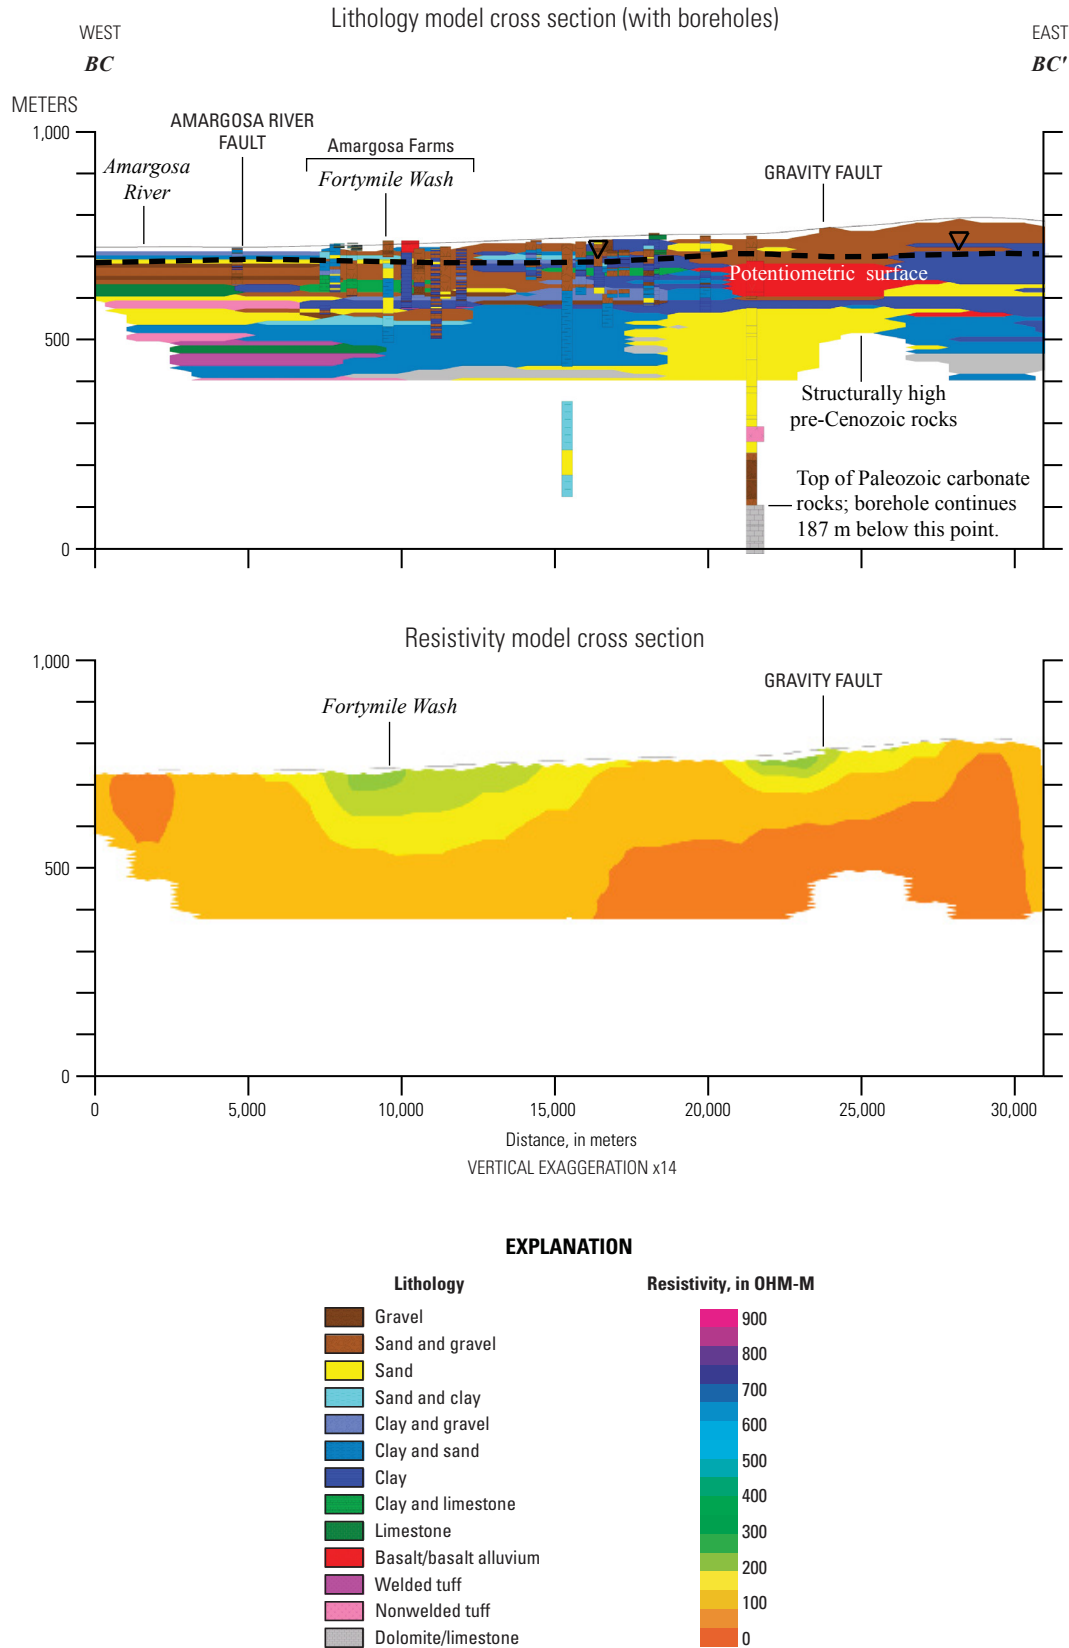 Lithology model cross section (with boreholes)
WEST
EAST
BC
BC'
METERS
1,000
AMARGOSA RIVER
FAULT
Amargosa
River
Amargosa Farms
Fortymile Wash
GRAVITY FAULT
Potentiometric surface
500
Structurally high
pre-Cenozoic rocks
Top of Paleozoic carbonate
rocks; borehole continues
187 m below this point.
0
Resistivity model cross section
1,000
Fortymile Wash
GRAVITY FAULT
500
0
0 5,000 10,000 15,000 20,000 25,000 30,000
Distance, in meters
VERTICAL EXAGGERATION x14
EXPLANATION
Lithology
Gravel
Sand and gravel
Sand
Sand and clay
Clay and gravel
Clay and sand
Clay
Clay and limestone
Limestone
Basalt/basalt alluvium
Welded tuff
Nonwelded tuff
Dolomite/limestone
Resistivity, in OHM-M
900
800
700
600
500
400
300
200
100
0